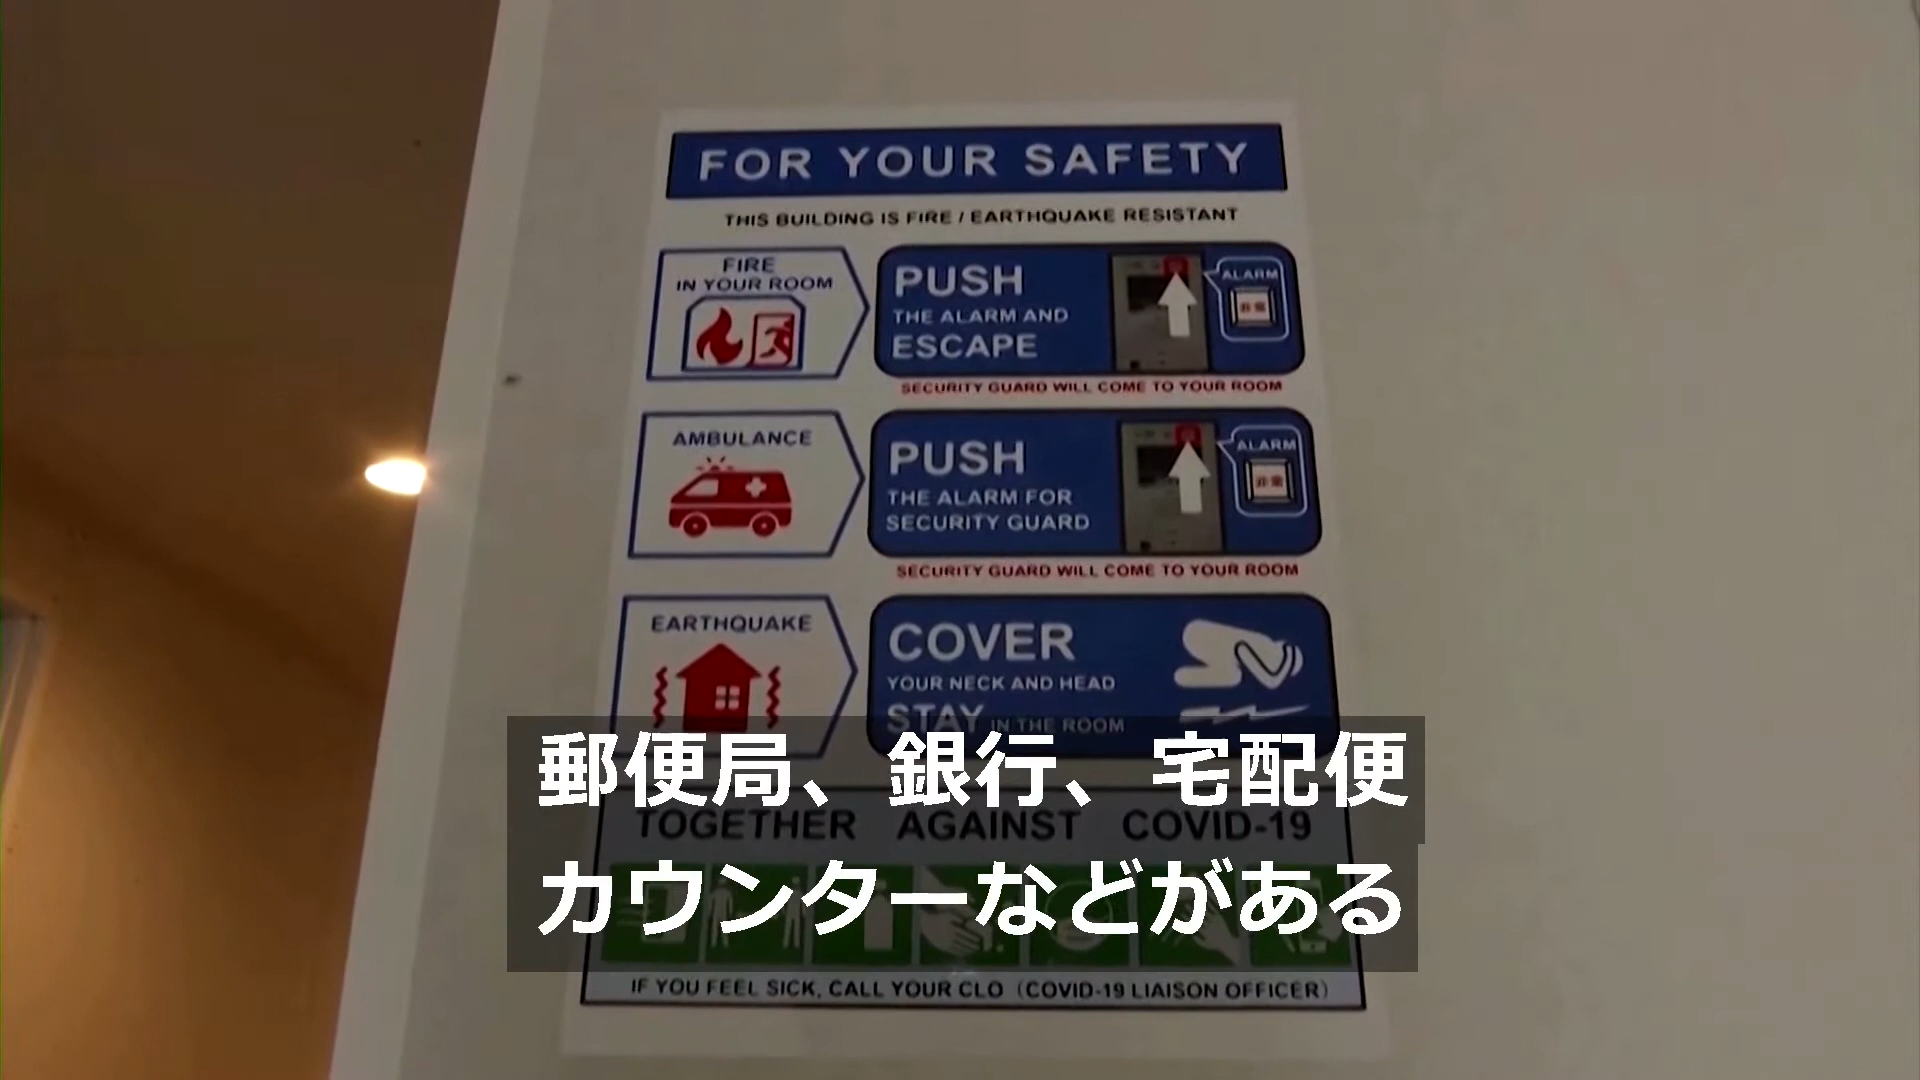 FOR YOUR SAFETY
THIS BUILDING IS FIRE / EARTHQUAKE RESISTANT
FIRE
IN YOUR ROOM
PUSH
THE ALARM AND
ESCAPE
ALARM
非常
SECURITY GUARD WILL COME TO YOUR ROOM
AMBULANCE
PUSH
THE ALARM FOR
SECURITY GUARD
ALARM
非常
SECURITY GUARD WILL COME TO YOUR ROOM
EARTHQUAKE
COVER
YOUR NECK AND HEAD
STAY IN THE ROOM
郵便局、銀行、宅配便
TOGETHER AGAINST COVID-19
カウンターなどがある
IF YOU FEEL SICK, CALL YOUR CLO (COVID-19 LIAISON OFFICER)